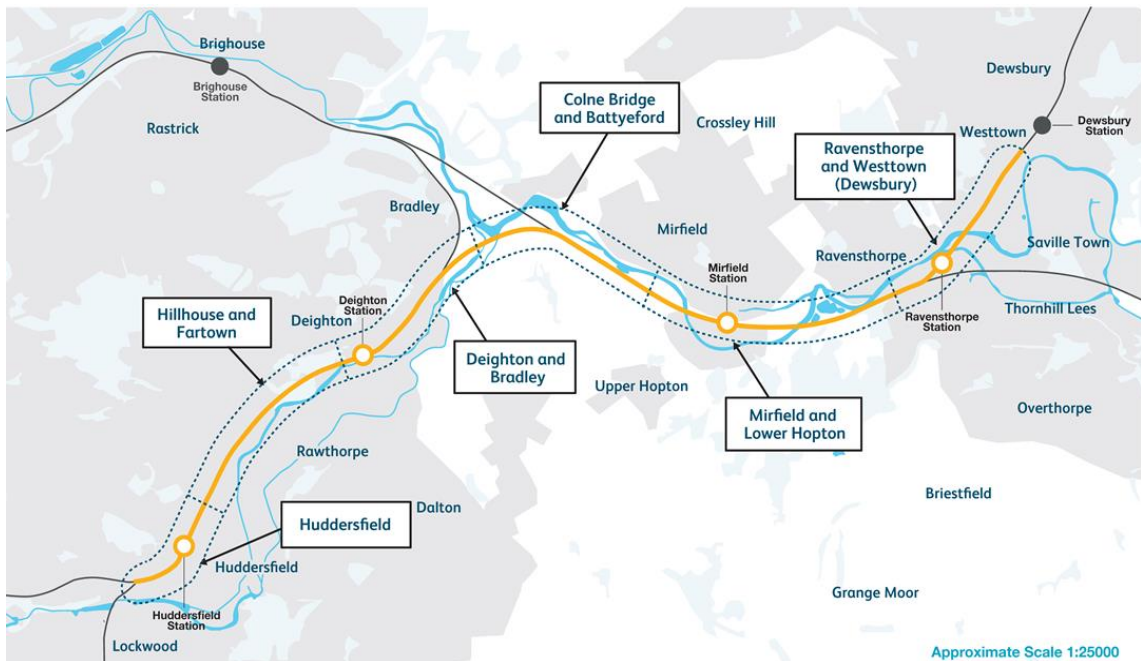 Brighouse
Brighouse
Station
Rastrick
Dewsbury
Colne Bridge
and Battyeford
Crossley Hill
Westtown
Dewsbury
Station
Ravensthorpe
and Westtown
(Dewsbury)
Bradley
Mirfield
Ravensthorpe
Saville Town
Mirfield
Station
Hillhouse and
Fartown
Deighton
Deighton
Station
Ravensthorpe
Station
Thornhill Lees
Deighton and
Bradley
Upper Hopton
Mirfield and
Lower Hopton
Overthorpe
Rawthorpe
Briestfield
Dalton
Huddersfield
Huddersfield
Grange Moor
Huddersfield
Station
Lockwood
Approximate Scale 1:25000